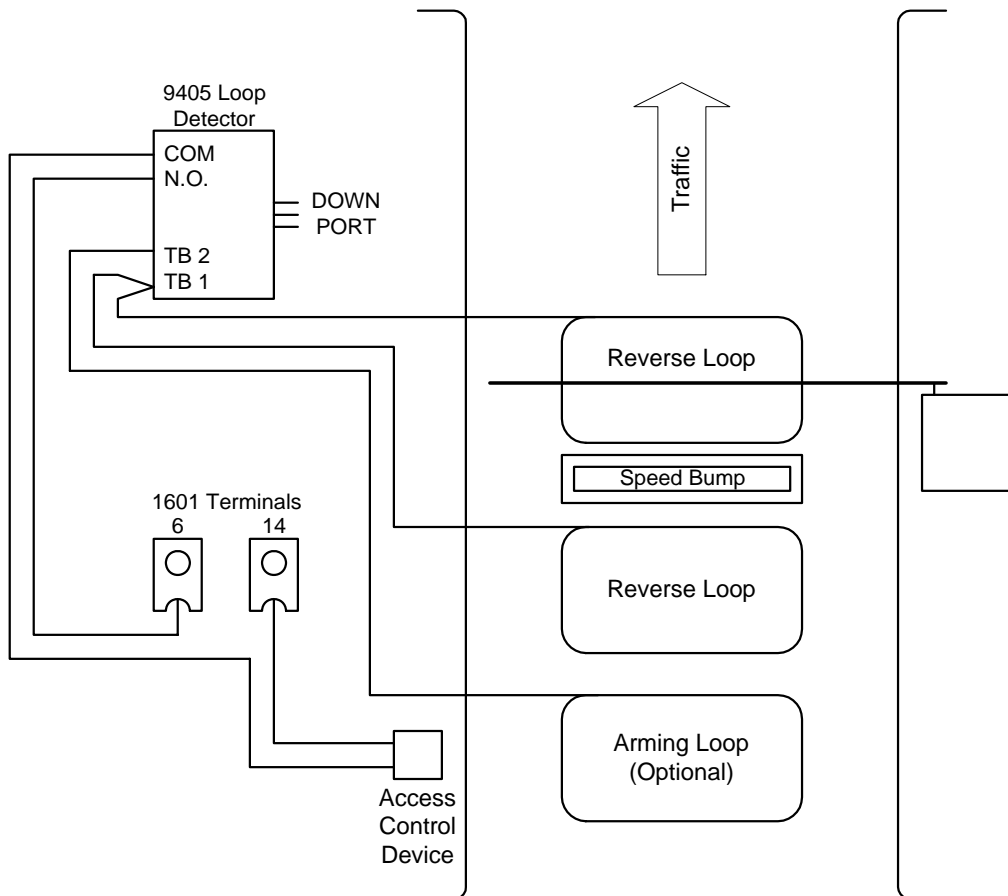 9405 Loop
Detector
COM
N.O.
DOWN
PORT
TB 2
TB 1
Traffic
Reverse Loop
Speed Bump
1601 Terminals
6
14
Reverse Loop
Arming Loop
(Optional)
Access
Control
Device